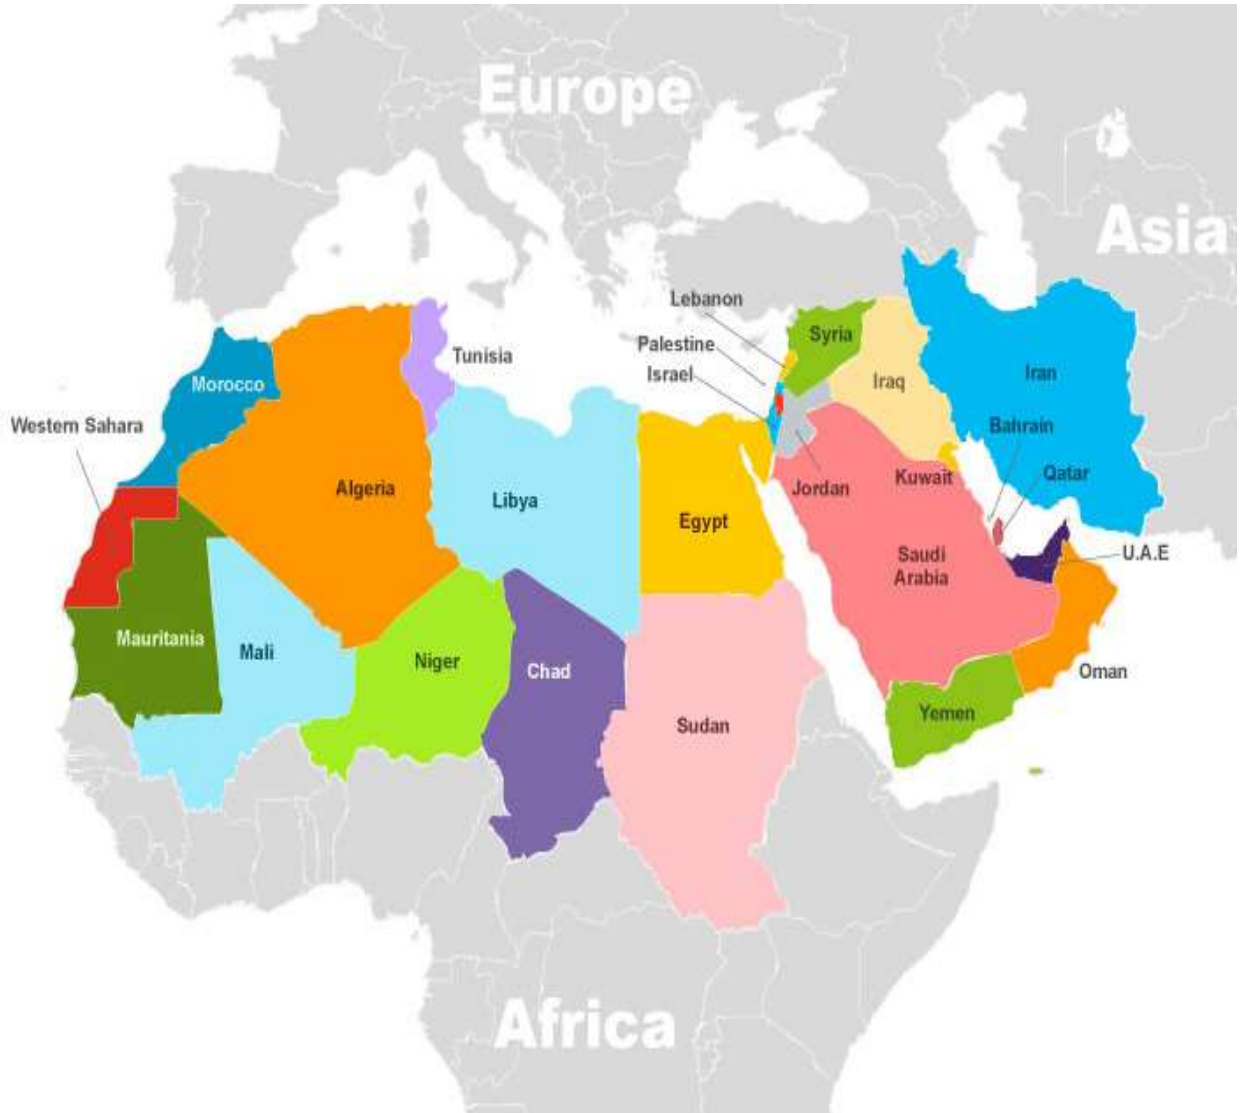 Europe
Asia
Lebanon
Syria
Palestine
Tunisia
Israel
Iraq
Iran
Morocco
Western Sahara
Bahrain
Algeria
Libya
Kuwait
Qatar
Jordan
Egypt
U.A.E
Saudi
Arabia
Mauritania
Mali
Niger
Chad
Oman
Yemen
Sudan
Africa